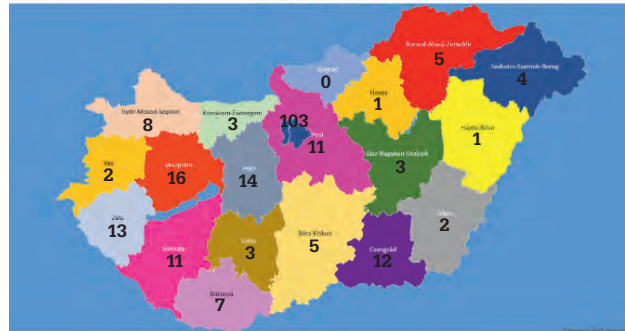 Borsod-Abaúj-Zemplén
5
Szabolcs-Szatmár-Bereg
4
Nógrád
0
Heves
1
Győr-Moson-Sopron
8
Komárom-Esztergom
3
103
Pest
11
Hajdú-Bihar
1
Jász-Nagykun-Szolnok
3
Vas
2
Veszprém
16
Fejér
14
Békés
2
Zala
13
Somogy
11
Tolna
3
Bács-Kiskun
5
Csongrád
12
Baranya
7